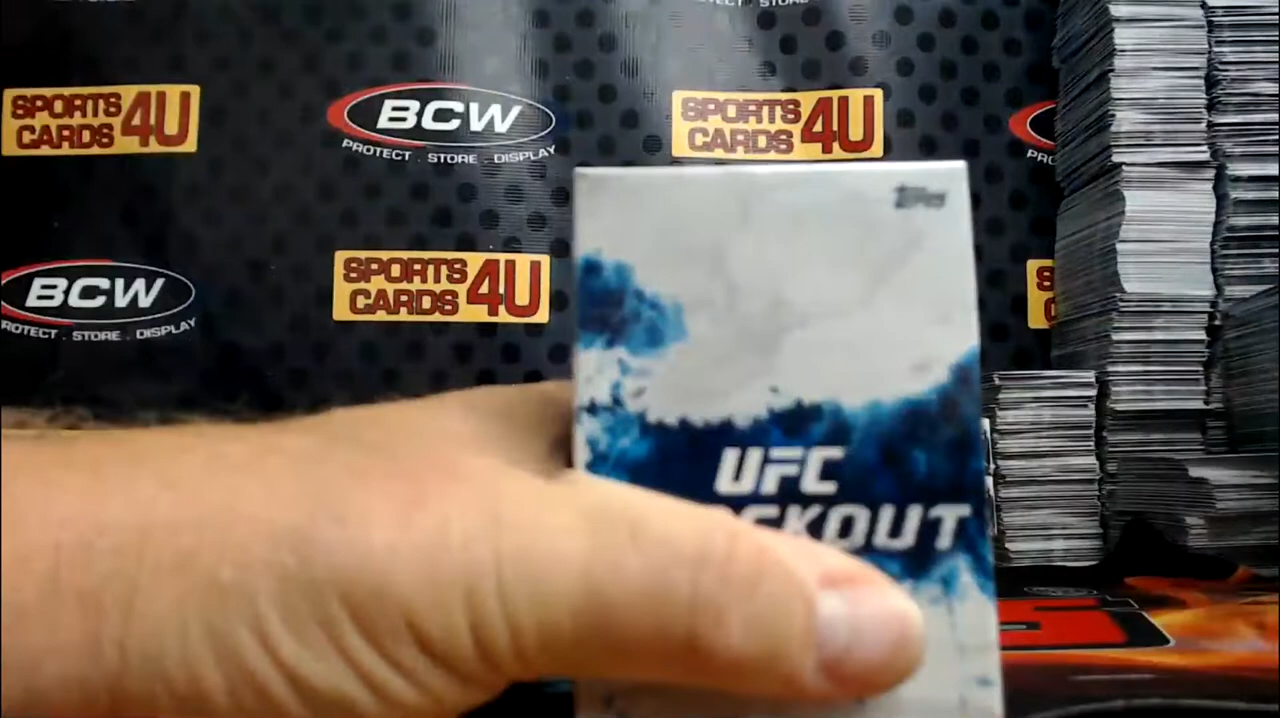 SPORTS
CARDS 4U
BCW
PROTECT . STORE . DISPLAY
SPORTS
CARDS 4U
BCW
PROTECT . STORE . DISPLAY
SPORTS
CARDS 4U
Topps
UFC